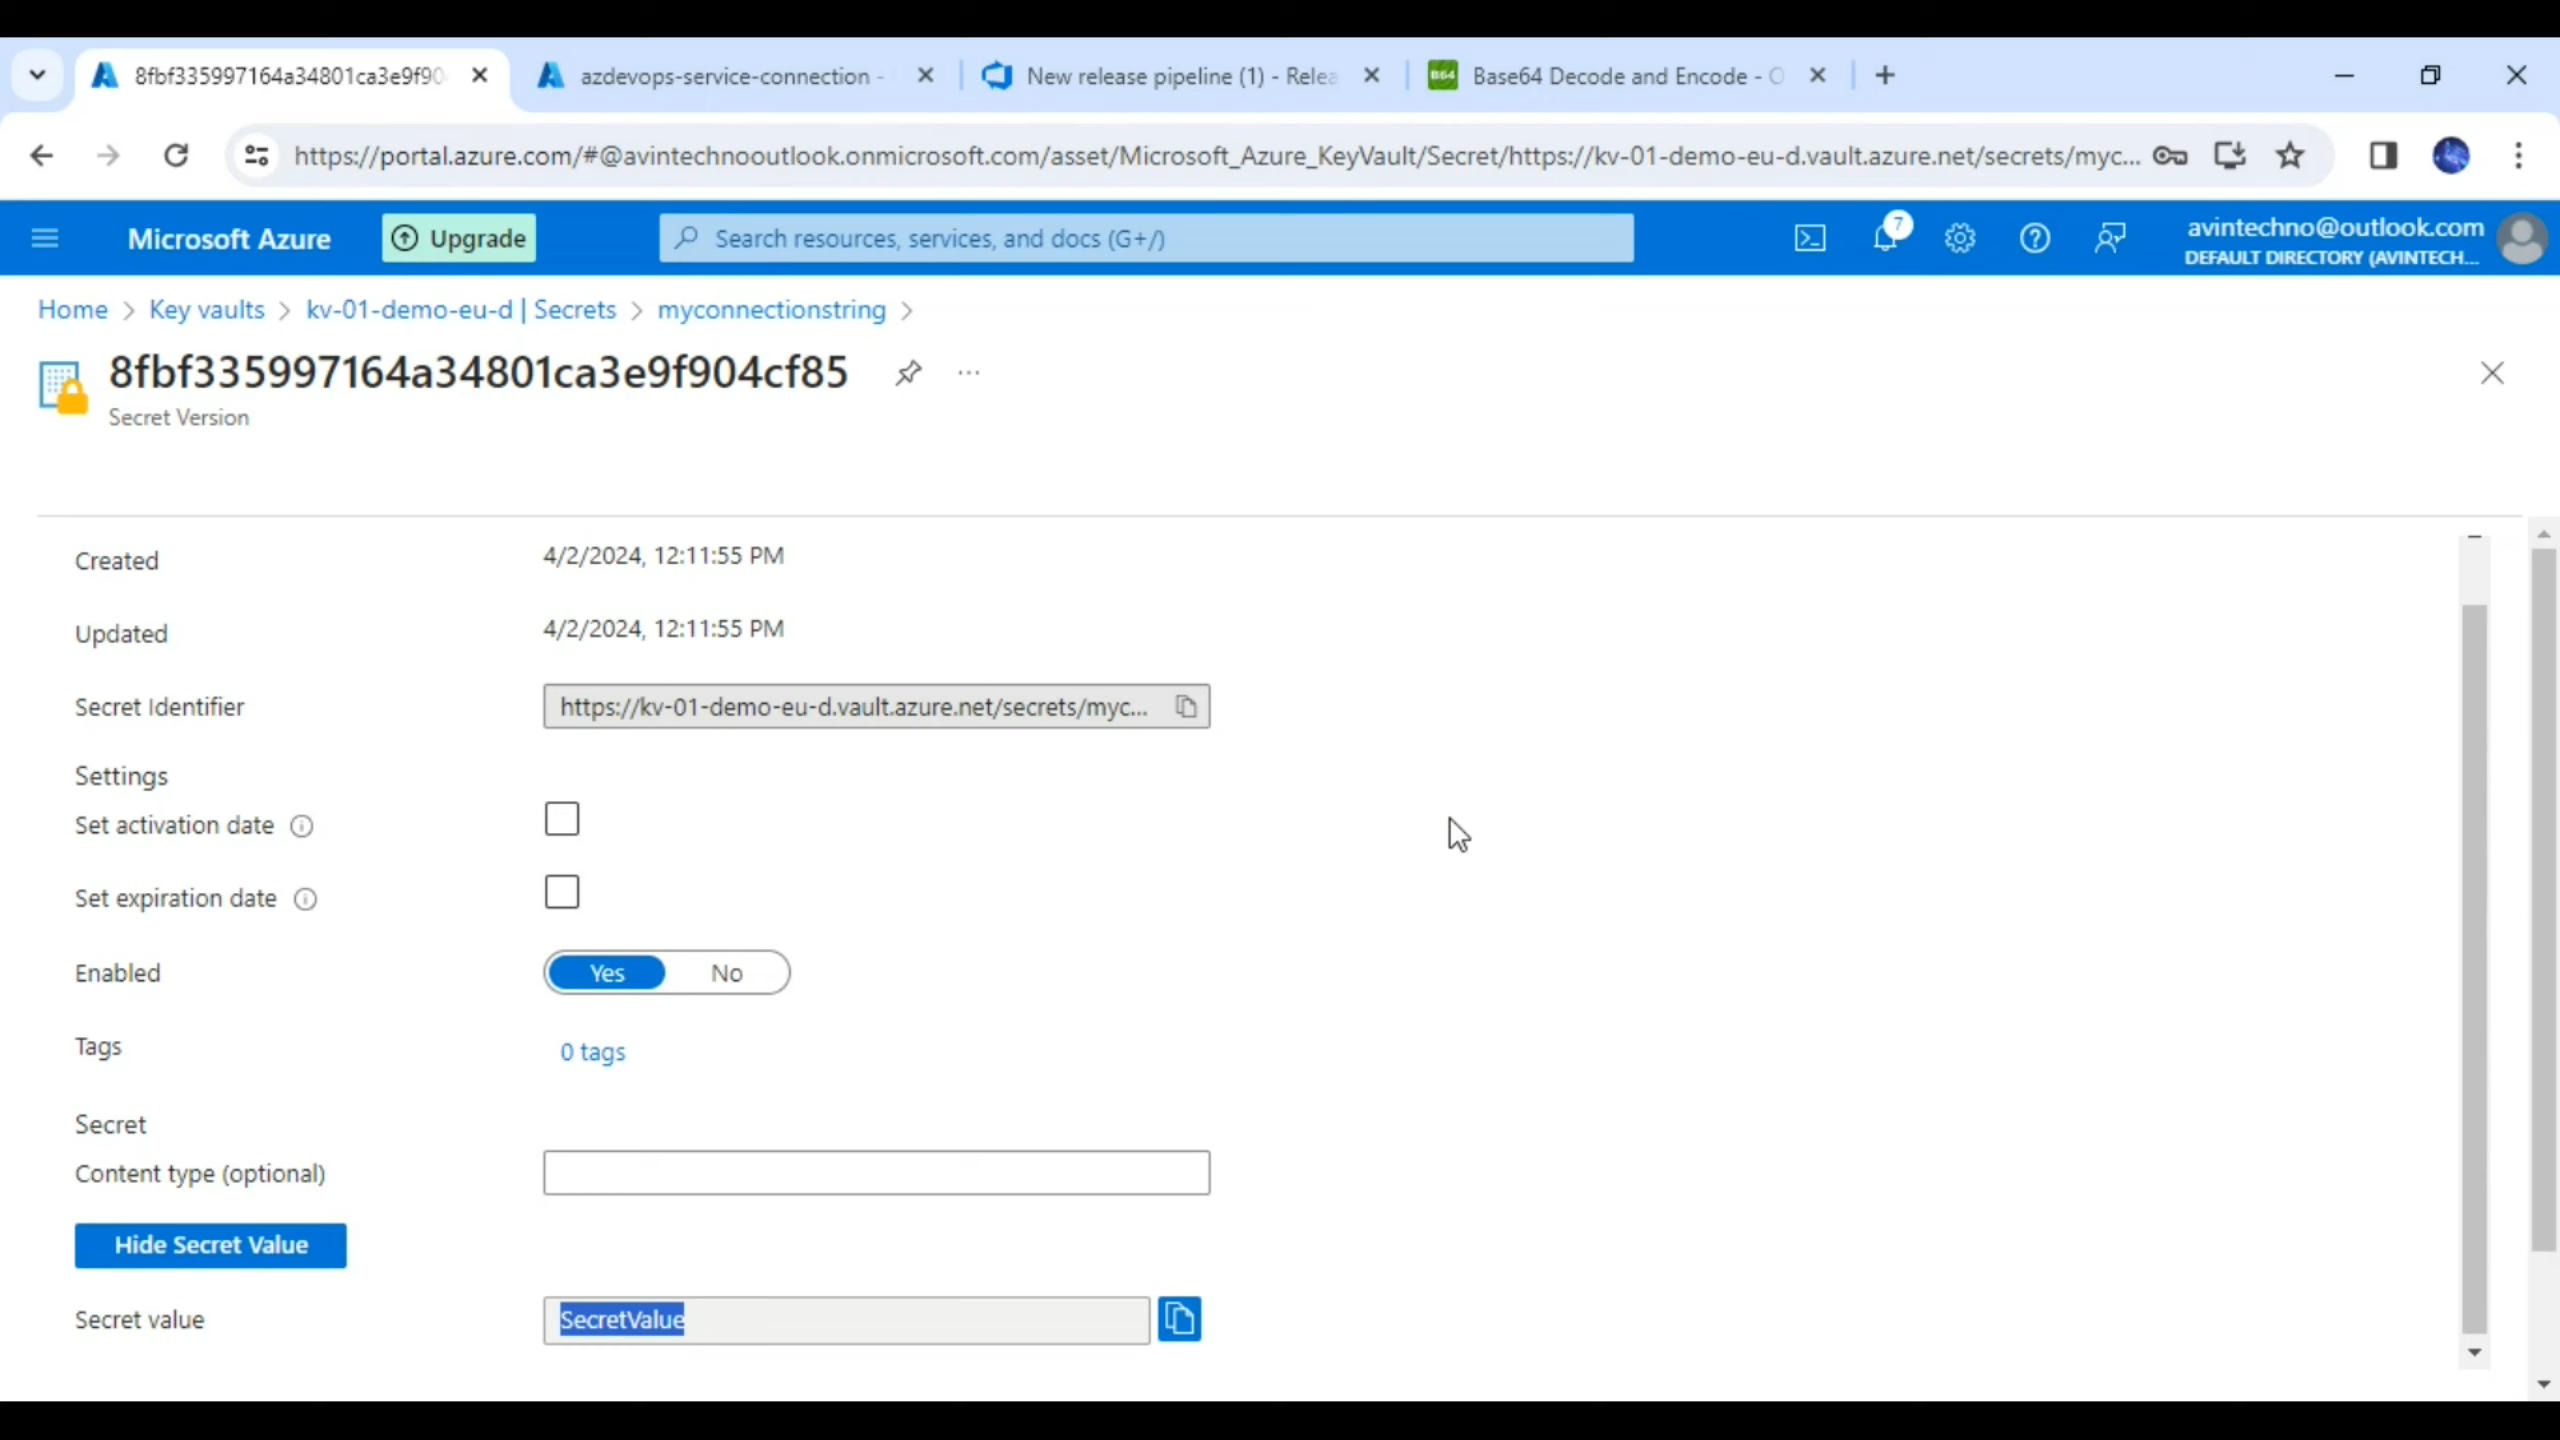 8fbf335997164a34801ca3e9f90
azdevops-service-connection -
New release pipeline (1) - Relea
B64 Base64 Decode and Encode - O
https://portal.azure.com/#@avintechnooutlook.onmicrosoft.com/asset/Microsoft_Azure_KeyVault/Secret/https://kv-01-demo-eu-d.vault.azure.net/secrets/myc...
Microsoft Azure
Upgrade
Search resources, services, and docs (G+/)
7
avintechno@outlook.com
DEFAULT DIRECTORY (AVINTECH...
Home > Key vaults > kv-01-demo-eu-d | Secrets > myconnectionstring >
8fbf335997164a34801ca3e9f904cf85 ...
Secret Version
Created 4/2/2024, 12:11:55 PM
Updated 4/2/2024, 12:11:55 PM
Secret Identifier https://kv-01-demo-eu-d.vault.azure.net/secrets/myc...
Settings
Set activation date
Set expiration date
Enabled Yes No
Tags 0 tags
Secret
Content type (optional)
Hide Secret Value
Secret value SecretValue